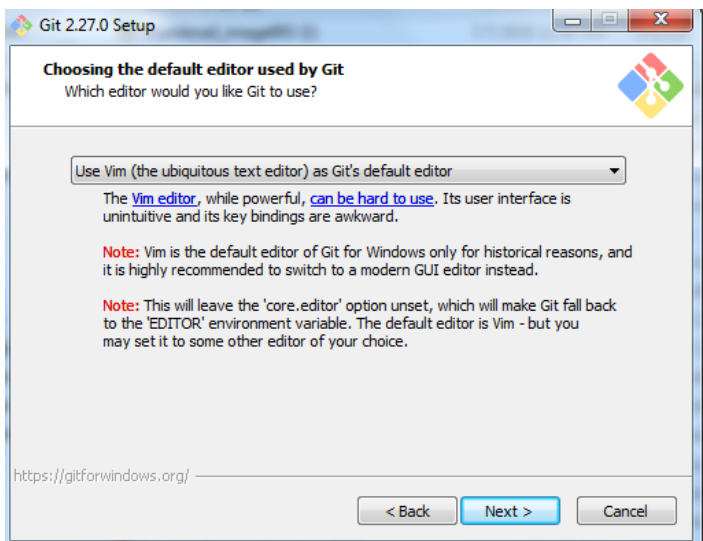 Git 2.27.0 Setup
Choosing the default editor used by Git
Which editor would you like Git to use?
Use Vim (the ubiquitous text editor) as Git's default editor
The Vim editor, while powerful, can be hard to use. Its user interface is
unintuitive and its key bindings are awkward.
Note: Vim is the default editor of Git for Windows only for historical reasons, and
it is highly recommended to switch to a modern GUI editor instead.
Note: This will leave the 'core.editor' option unset, which will make Git fall back
to the 'EDITOR' environment variable. The default editor is Vim - but you
may set it to some other editor of your choice.
https://gitforwindows.org/
< Back Next > Cancel